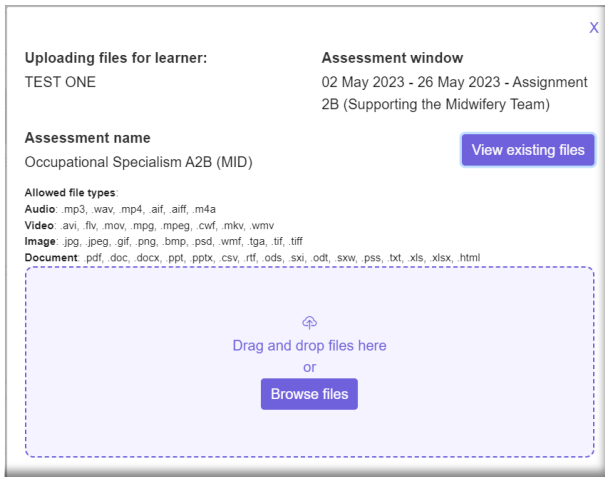 X
Uploading files for learner:
TEST ONE
Assessment window
02 May 2023 - 26 May 2023 - Assignment
2B (Supporting the Midwifery Team)
Assessment name
Occupational Specialism A2B (MID)
View existing files
Allowed file types:
Audio: .mp3, .wav, .mp4, .aif, .aiff, .m4a
Video: .avi, .flv, .mov, .mpg, .mpeg, .cwf, .mkv, .wmv
Image: .jpg, .jpeg, .gif, .png, .bmp, .psd, .wmf, .tga, .tif, .tiff
Document: .pdf, .doc, .docx, .ppt, .pptx, .csv, .rtf, .ods, .sxi, .odt, .sxw, .pss, .txt, .xls, .xlsx, .html
Drag and drop files here
or
Browse files